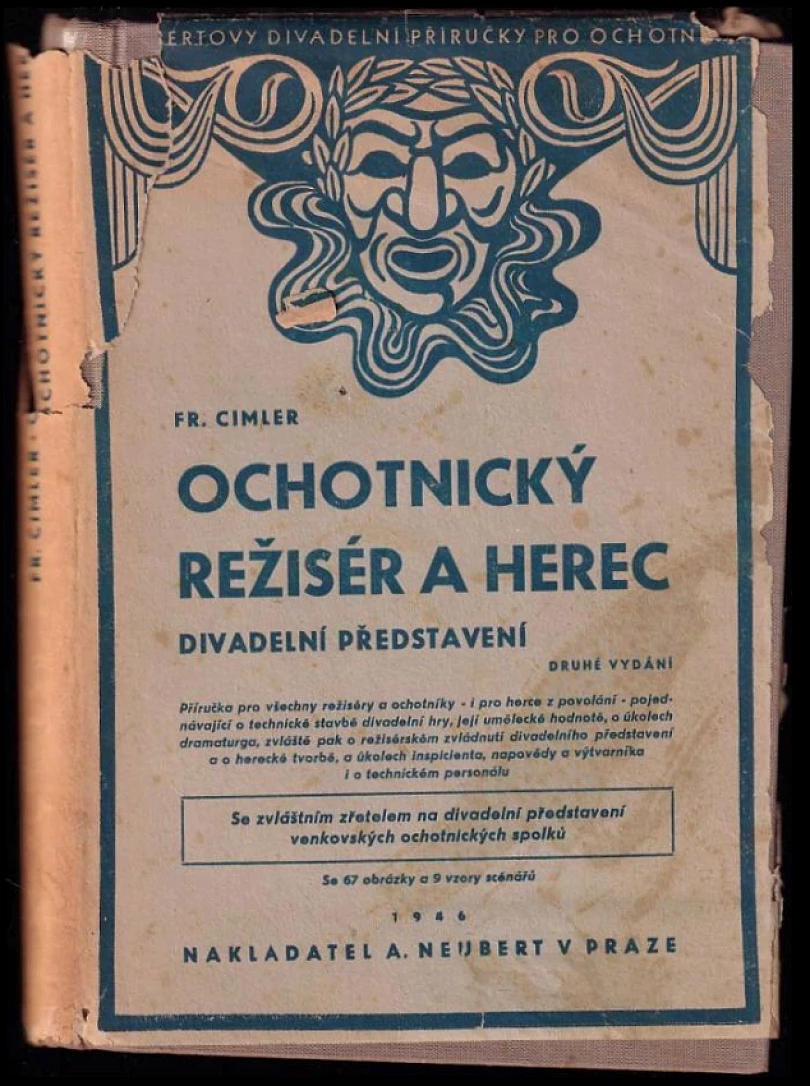 ERTOVY DIVADELNÍ PŘÍRUČKY PRO OCHOTN
FR. CIMLER
OCHOTNICKÝ
REŽISÉR A HEREC
DIVADELNÍ PŘEDSTAVENÍ
DRUHÉ VYDÁNÍ
Příručka pro všechny režiséry a ochotníky - i pro herce z povolání - pojed-
návající o technické stavbě divadelní hry, její umělecké hodnotě, o úkolech
dramaturga, zvláště pak o režisérském zvládnutí divadelního představení
a o herecké tvorbě, a úkolech inspicienta, napovědy a výtvarníka
i o technickém personálu
Se zvláštním zřetelem na divadelní představení
venkovských ochotnických spolků
Se 67 obrázky a 9 vzory scénářů
1946
NAKLADATEL A. NEUBERT V PRAZE
FR. CIMLER · OCHOTNICKÝ REŽISÉR A HER